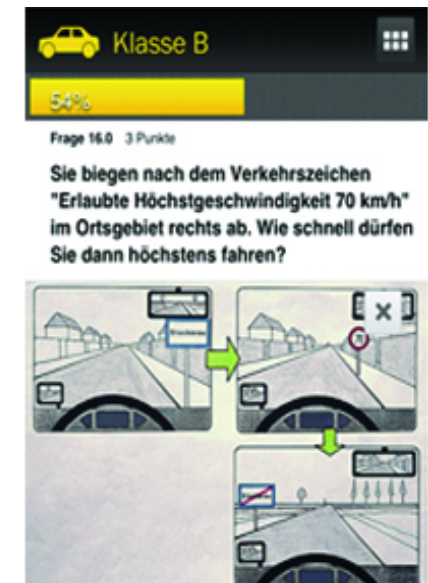 Klasse B
54%
Frage 16.0 3 Punkte
Sie biegen nach dem Verkehrszeichen
"Erlaubte Höchstgeschwindigkeit 70 km/h"
im Ortsgebiet rechts ab. Wie schnell dürfen
Sie dann höchstens fahren?
70